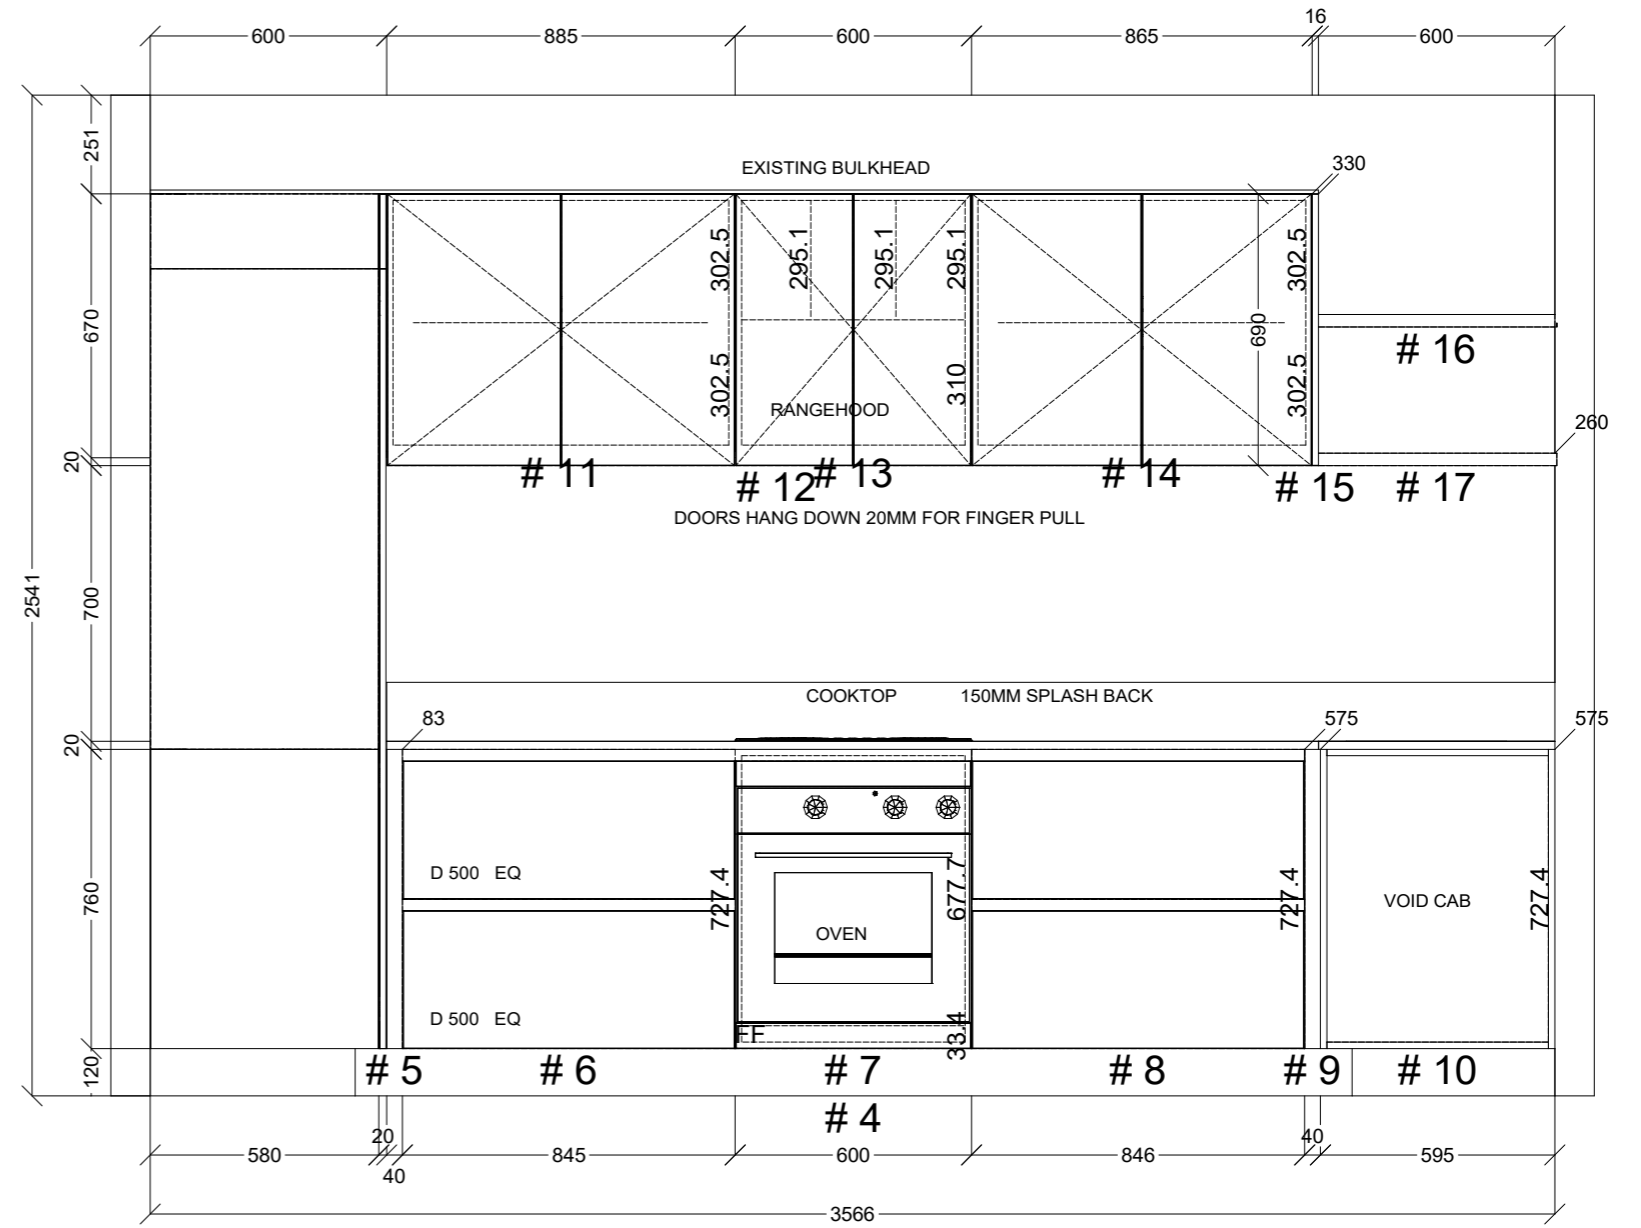 16
600 885 600 865 600
251
EXISTING BULKHEAD
330
302.5 295.1 295.1 295.1 302.5
670
690
# 16
302.5 310 302.5
RANGEHOOD
260
20
# 11 # 12 # 13 # 14 # 15 # 17
DOORS HANG DOWN 20MM FOR FINGER PULL
2541
700
COOKTOP 150MM SPLASH BACK
83 575 575
20
D 500 EQ
727.4 677.7 727.4 727.4
760
VOID CAB
OVEN
D 500 EQ
FF 33.4
120
# 5 # 6 # 7 # 8 # 9 # 10
# 4
20 40
580 845 600 846 595
40
3566